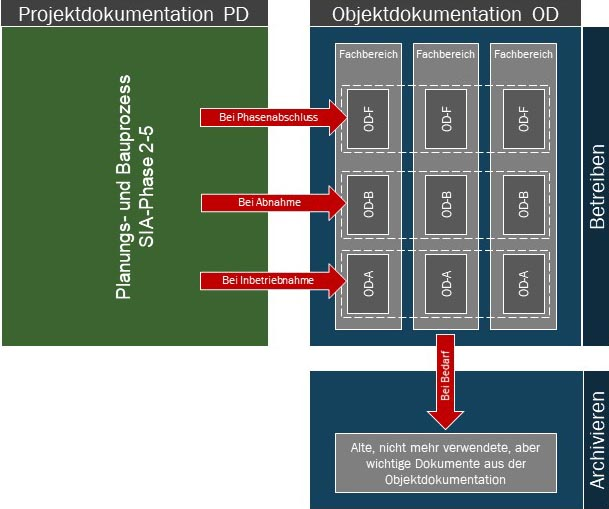 Projektdokumentation PD
Objektdokumentation OD
Planungs- und Bauprozess
SIA-Phase 2-5
Bei Phasenabschluss
Bei Abnahme
Bei Inbetriebnahme
Fachbereich
Fachbereich
Fachbereich
OD-F
OD-F
OD-F
OD-B
OD-B
OD-B
OD-A
OD-A
OD-A
Betreiben
Bei Bedarf
Alte, nicht mehr verwendete, aber
wichtige Dokumente aus der
Objektdokumentation
Archivieren